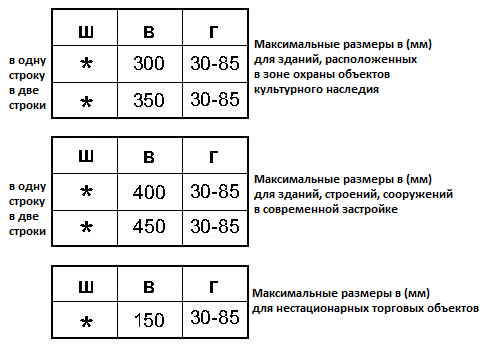 Ш В Г
в одну строку * 300 30-85
в две строки * 350 30-85
Максимальные размеры в (мм)
для зданий, расположенных
в зоне охраны объектов
культурного наследия
Ш В Г
в одну строку * 400 30-85
в две строки * 450 30-85
Максимальные размеры в (мм)
для зданий, строений, сооружений
в современной застройке
Ш В Г
* 150 30-85
Максимальные размеры в (мм)
для нестационарных торговых объектов